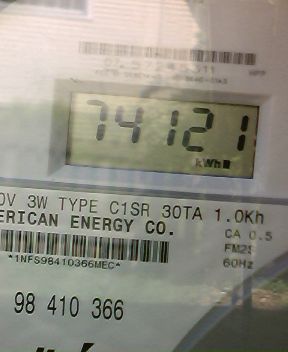 74121
kWh
0V 3W TYPE C1SR 30TA 1.0Kh
ERICAN ENERGY CO.
CA 0.5
FM2S
60Hz
*1NFS98410366MEC*
98 410 366